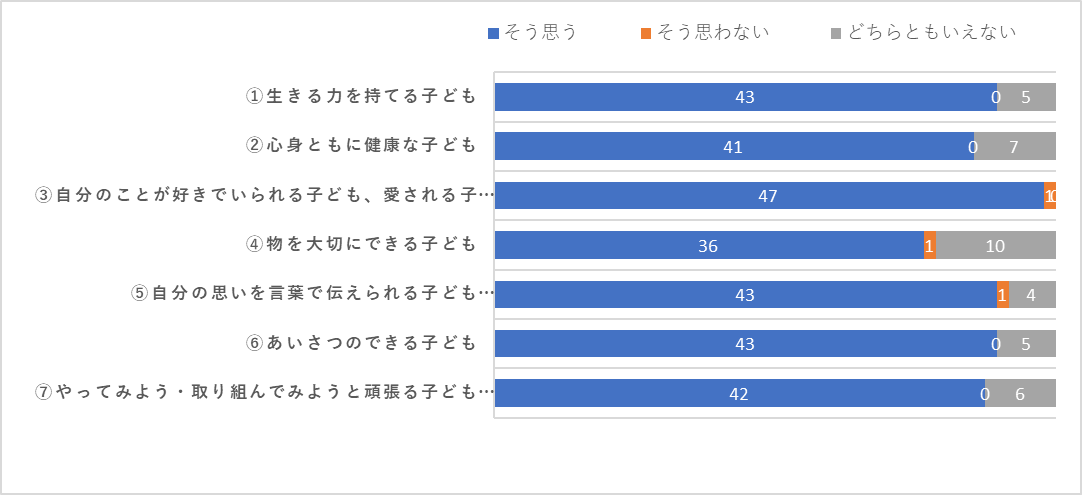 そう思う そう思わない どちらともいえない
①生きる力を持てる子ども 43 0 5
②心身ともに健康な子ども 41 0 7
③自分のことが好きでいられる子ども、愛される子… 47 1 0
④物を大切にできる子ども 36 1 10
⑤自分の思いを言葉で伝えられる子ども… 43 1 4
⑥あいさつのできる子ども 43 0 5
⑦やってみよう・取り組んでみようと頑張る子ども… 42 0 6